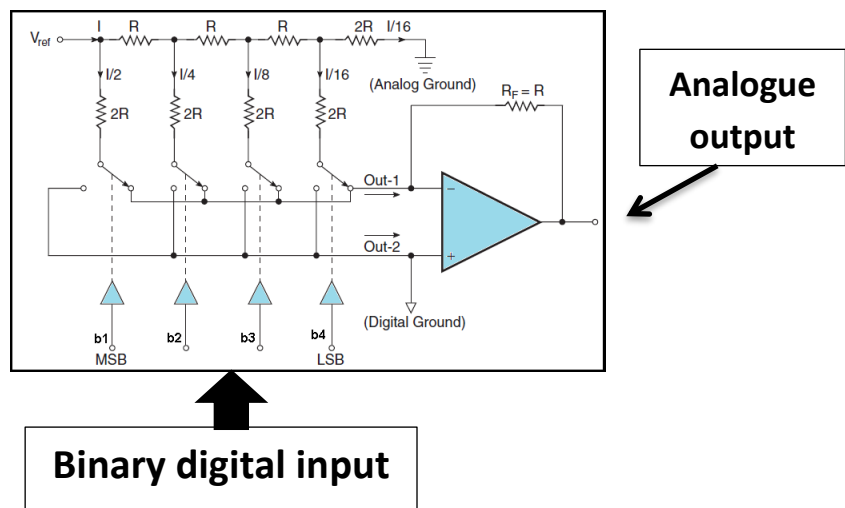 Vref I R R R 2R I/16
I/2 I/4 I/8 I/16 (Analog Ground)
2R 2R 2R 2R
RF = R
Analogue
output
Out-1
−
Out-2
+
b1 b2 b3 b4 (Digital Ground)
MSB LSB
Binary digital input